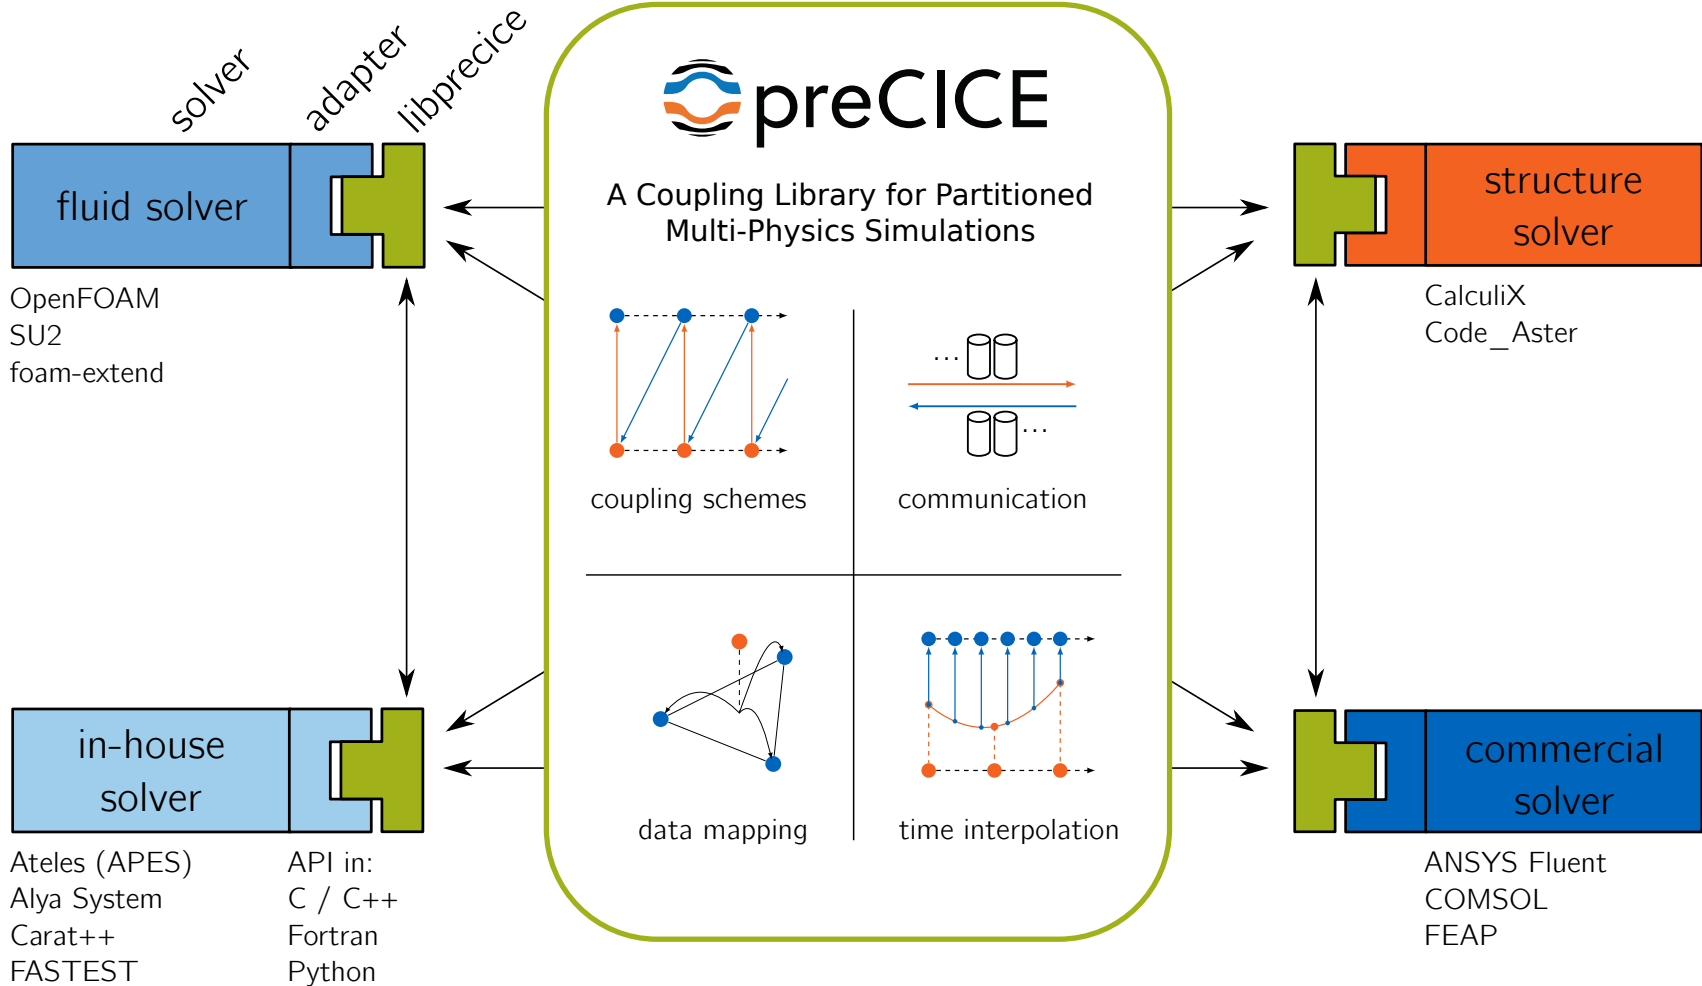 solver
adapter
libprecice
preCICE
A Coupling Library for Partitioned
Multi-Physics Simulations
fluid solver
OpenFOAM
SU2
foam-extend
structure
solver
CalculiX
Code_Aster
...
...
coupling schemes
communication
data mapping
time interpolation
in-house
solver
Ateles (APES)
Alya System
Carat++
FASTEST
API in:
C / C++
Fortran
Python
commercial
solver
ANSYS Fluent
COMSOL
FEAP